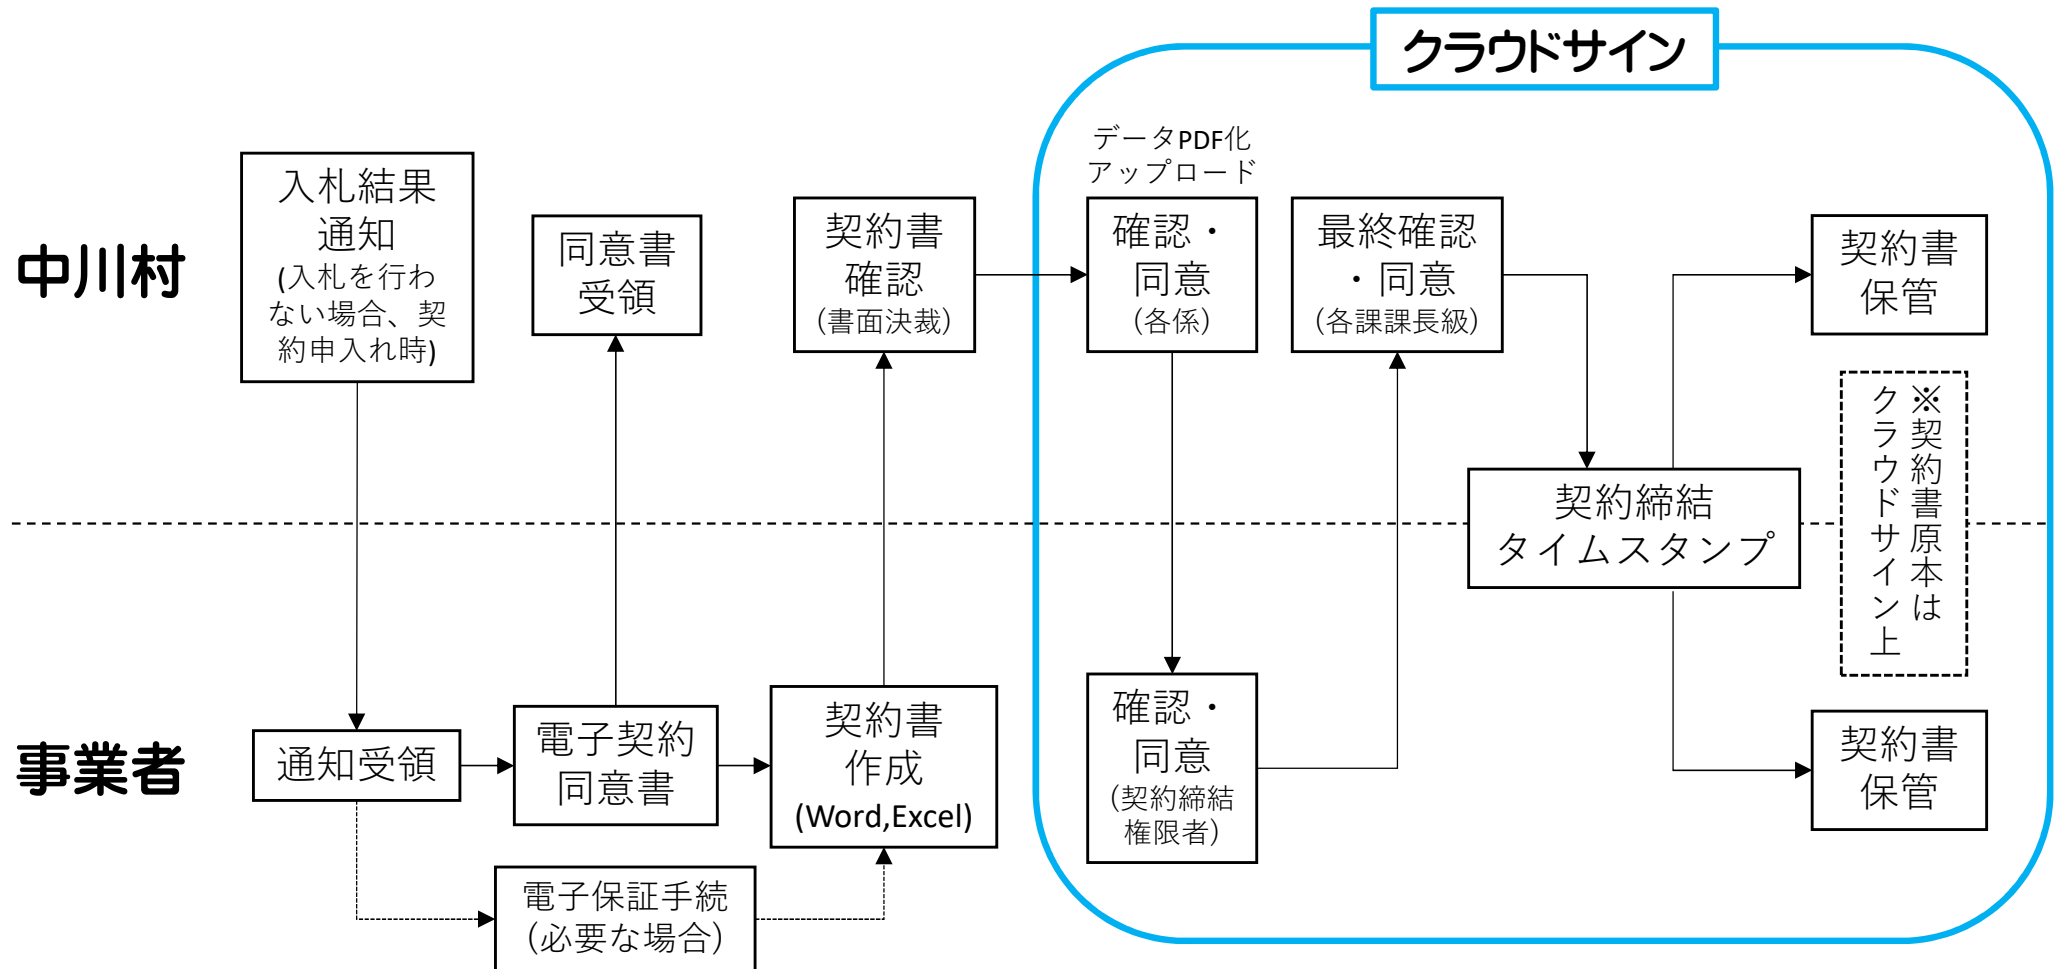 クラウドサイン
中川村
入札結果
通知
(入札を行わ
ない場合、契
約申入れ時)
同意書
受領
契約書
確認
（書面決裁）
データPDF化
アップロード
確認・
同意
（各係）
最終確認
・同意
（各課課長級）
契約書
保管
※契約書原本は
クラウドサイン上
契約締結
タイムスタンプ
事業者
通知受領
電子契約
同意書
契約書
作成
(Word,Excel)
電子保証手続
（必要な場合）
確認・
同意
（契約締結
権限者）
契約書
保管